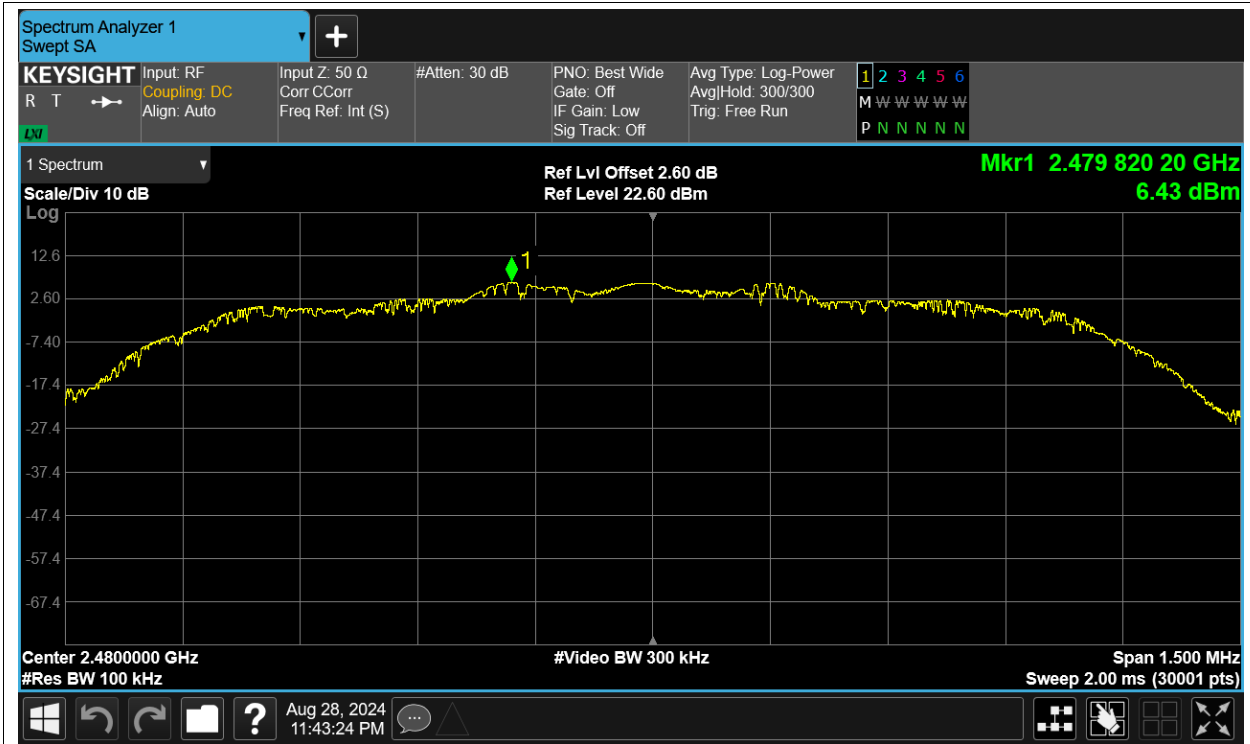 Spectrum Analyzer 1
Swept SA
+
KEYSIGHT
R T
LXI
Input: RF
Coupling: DC
Align: Auto
Input Z: 50 Ω
Corr CCorr
Freq Ref: Int (S)
#Atten: 30 dB
PNO: Best Wide
Gate: Off
IF Gain: Low
Sig Track: Off
Avg Type: Log-Power
Avg|Hold: 300/300
Trig: Free Run
1 2 3 4 5 6
M W W W W W
P N N N N N
1 Spectrum
Scale/Div 10 dB
Log
Ref Lvl Offset 2.60 dB
Ref Level 22.60 dBm
Mkr1 2.479 820 20 GHz
6.43 dBm
1
12.6
2.60
-7.40
-17.4
-27.4
-37.4
-47.4
-57.4
-67.4
Center 2.4800000 GHz
#Res BW 100 kHz
#Video BW 300 kHz
Span 1.500 MHz
Sweep 2.00 ms (30001 pts)
?
Aug 28, 2024
11:43:24 PM